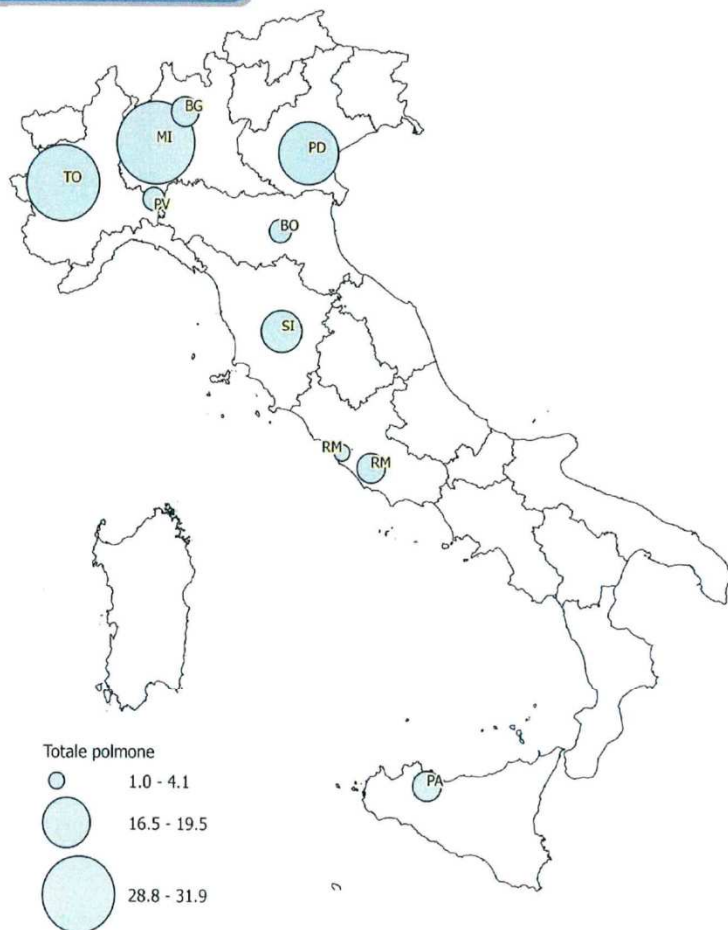 BG
MI
PD
TO
PV
BO
SI
RM
RM
PA
Totale polmone
1.0 - 4.1
16.5 - 19.5
28.8 - 31.9